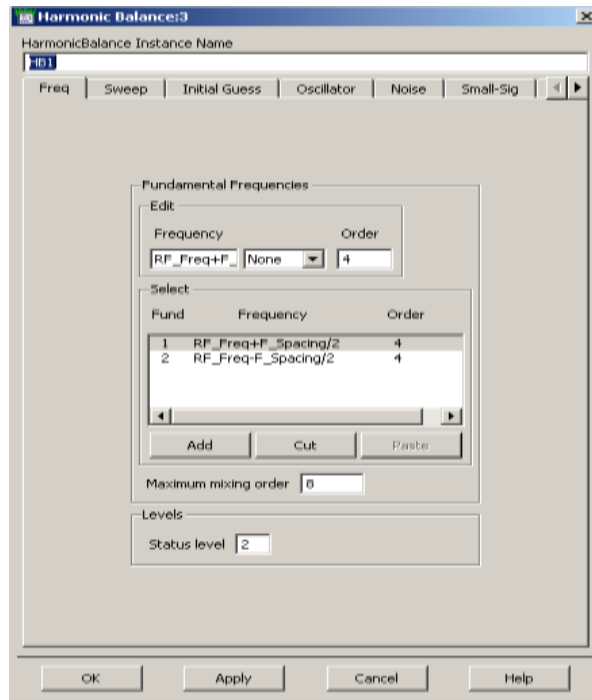 Harmonic Balance:3
HarmonicBalance Instance Name
HB1
Freq Sweep Initial Guess Oscillator Noise Small-Sig
Fundamental Frequencies
Edit
Frequency Order
RF_Freq+F_ None 4
Select
Fund Frequency Order
1 RF_Freq+F_Spacing/2 4
2 RF_Freq-F_Spacing/2 4
Add Cut Paste
Maximum mixing order 8
Levels
Status level 2
OK Apply Cancel Help